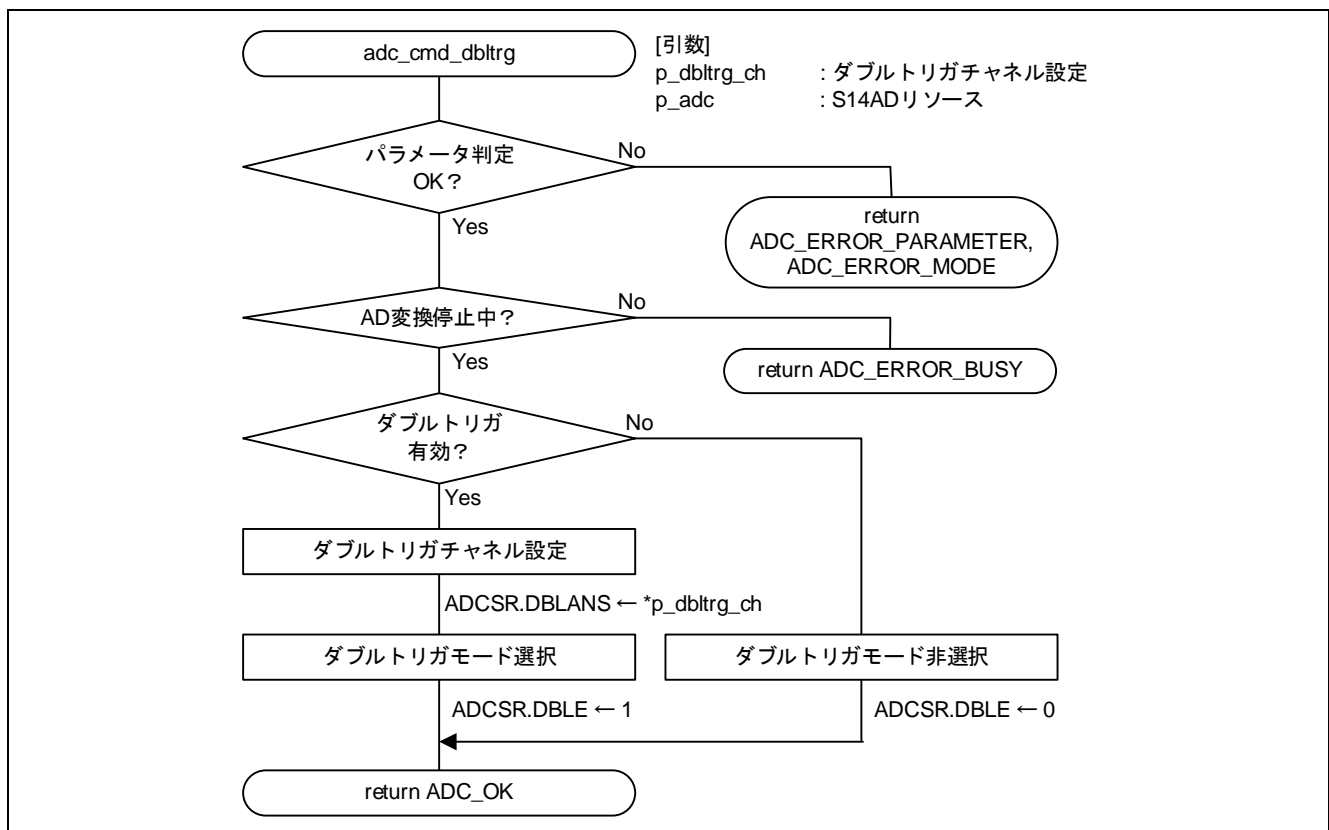 adc_cmd_dbltrg
[引数]
p_dbltrg_ch : ダブルトリガチャネル設定
p_adc : S14ADリソース
パラメータ判定
OK?
No
Yes
return
ADC_ERROR_PARAMETER,
ADC_ERROR_MODE
AD変換停止中?
No
Yes
return ADC_ERROR_BUSY
ダブルトリガ
有効?
No
Yes
ダブルトリガチャネル設定
ADCSR.DBLANS ← *p_dbltrg_ch
ダブルトリガモード選択
ダブルトリガモード非選択
ADCSR.DBLE ← 1
ADCSR.DBLE ← 0
return ADC_OK